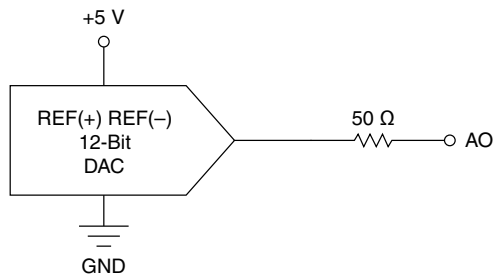 +5 V
REF(+) REF(–)
12-Bit
DAC
50 Ω
AO
GND